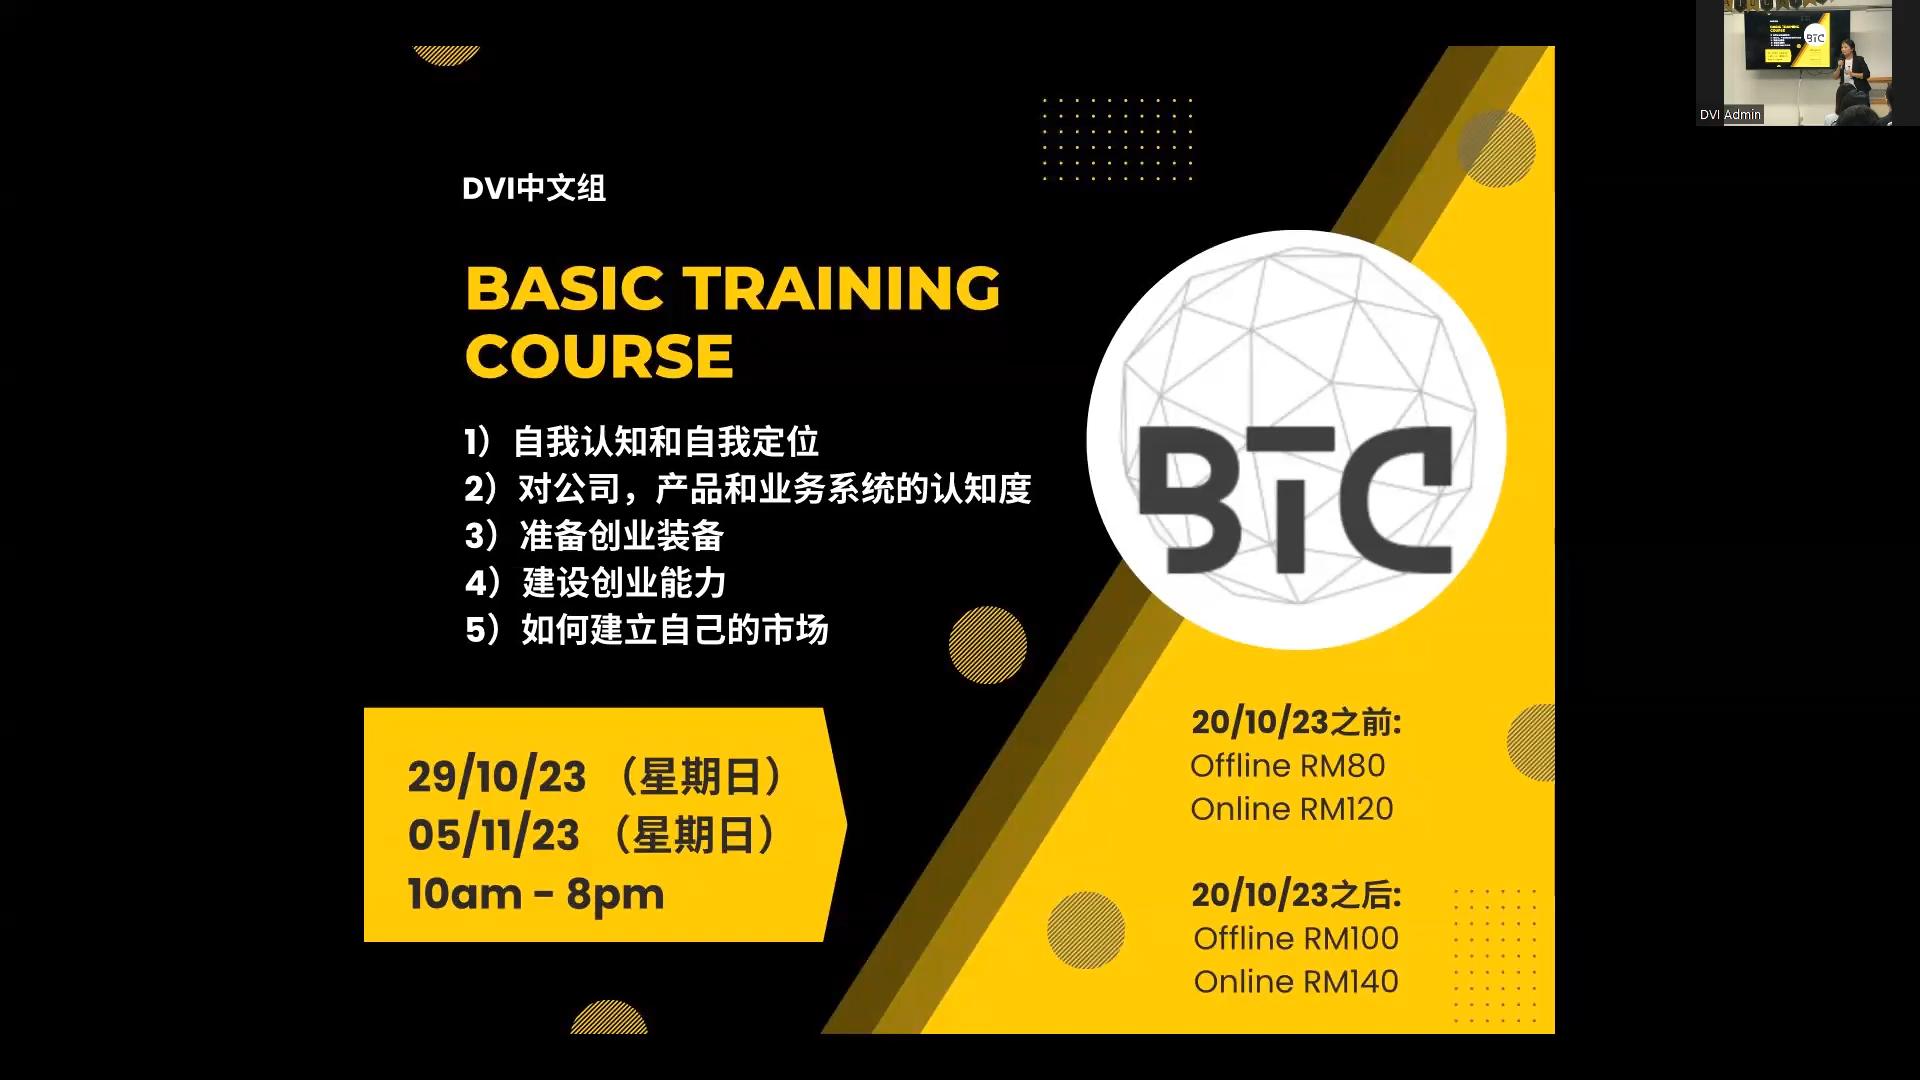 DVI中文组
BASIC TRAINING
COURSE
1）自我认知和自我定位
2）对公司，产品和业务系统的认知度
3）准备创业装备
4）建设创业能力
5）如何建立自己的市场
29/10/23 （星期日）
05/11/23 （星期日）
10am - 8pm
BTC
20/10/23之前:
Offline RM80
Online RM120
20/10/23之后:
Offline RM100
Online RM140
BASIC TRAINING
COURSE
BTC
DVI Admin